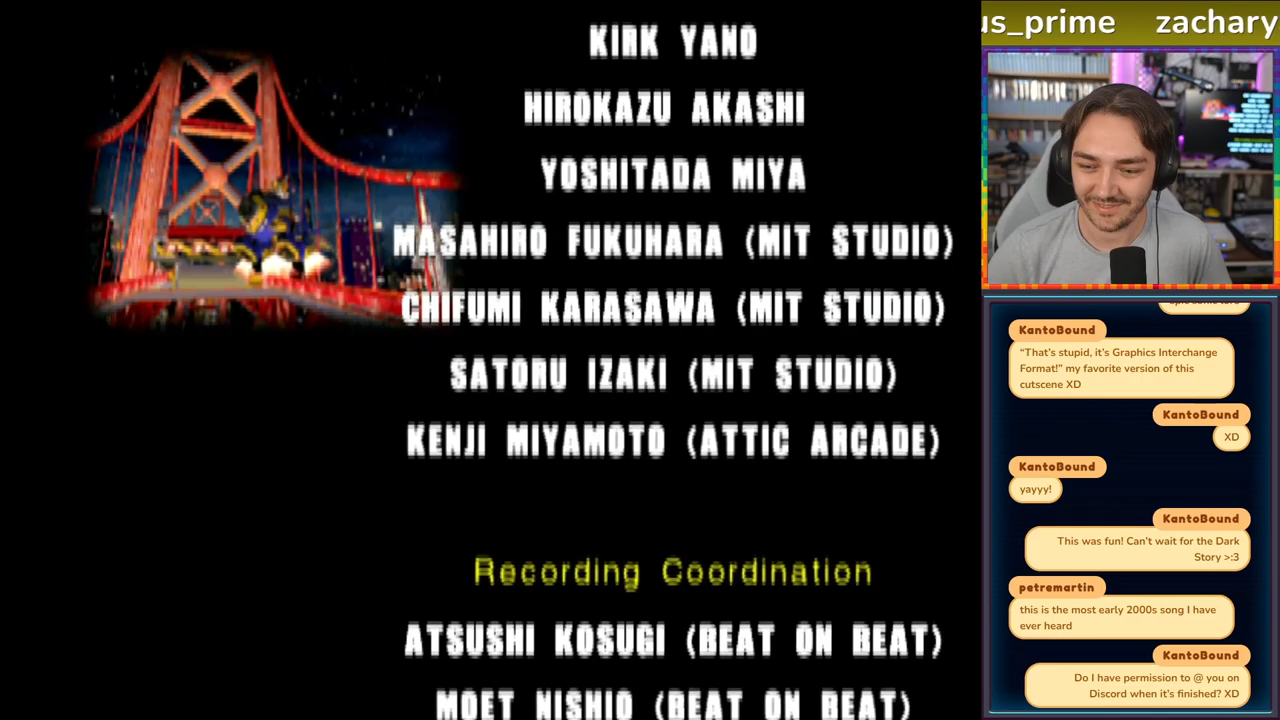 KIRK YANO
HIROKAZU AKASHI
YOSHITADA MIYA
MASAHIRO FUKUHARA (MIT STUDIO)
CHIFUMI KARASAWA (MIT STUDIO)
SATORU IZAKI (MIT STUDIO)
KENJI MIYAMOTO (ATTIC ARCADE)
Recording Coordination
ATSUSHI KOSUGI (BEAT ON BEAT)
MOET NISHIO (BEAT ON BEAT)
us_prime zachary
KantoBound
“That’s stupid, it’s Graphics Interchange
Format!” my favorite version of this
cutscene XD
KantoBound
XD
KantoBound
yayyy!
KantoBound
This was fun! Can’t wait for the Dark
Story >:3
petremartin
this is the most early 2000s song I have
ever heard
KantoBound
Do I have permission to @ you on
Discord when it’s finished? XD